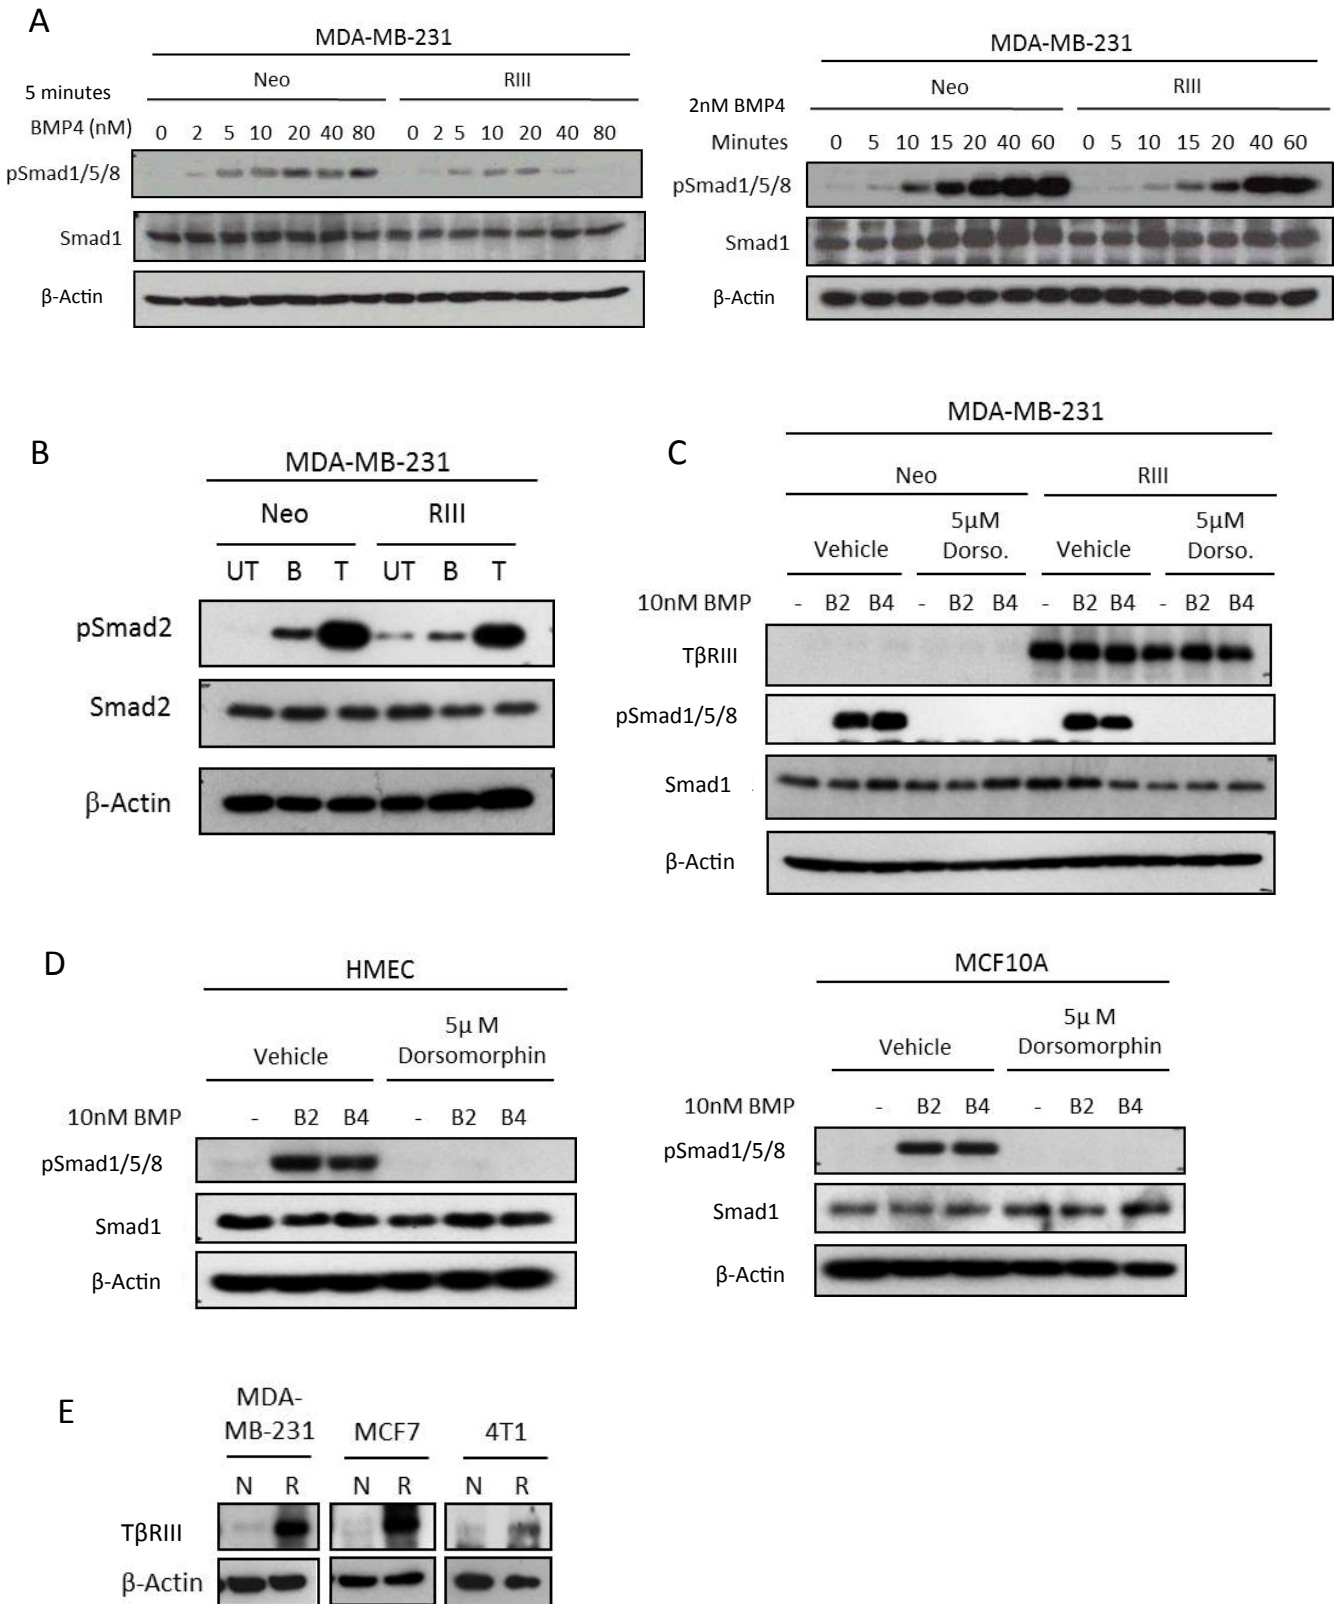 A
MDA-MB-231
Neo RIII
5 minutes
BMP4 (nM) 0 2 5 10 20 40 80 0 2 5 10 20 40 80
pSmad1/5/8
Smad1
β-Actin
MDA-MB-231
Neo RIII
2nM BMP4
Minutes 0 5 10 15 20 40 60 0 5 10 15 20 40 60
pSmad1/5/8
Smad1
β-Actin
B
MDA-MB-231
Neo RIII
UT B T UT B T
pSmad2
Smad2
β-Actin
C
MDA-MB-231
Neo RIII
Vehicle 5μM Dorso. Vehicle 5μM Dorso.
10nM BMP - B2 B4 - B2 B4 - B2 B4 - B2 B4
TβRIII
pSmad1/5/8
Smad1
β-Actin
D
HMEC
Vehicle 5μ M Dorsomorphin
10nM BMP - B2 B4 - B2 B4
pSmad1/5/8
Smad1
β-Actin
MCF10A
Vehicle 5μ M Dorsomorphin
10nM BMP - B2 B4 - B2 B4
pSmad1/5/8
Smad1
β-Actin
E
MDA-MB-231 MCF7 4T1
N R N R N R
TβRIII
β-Actin